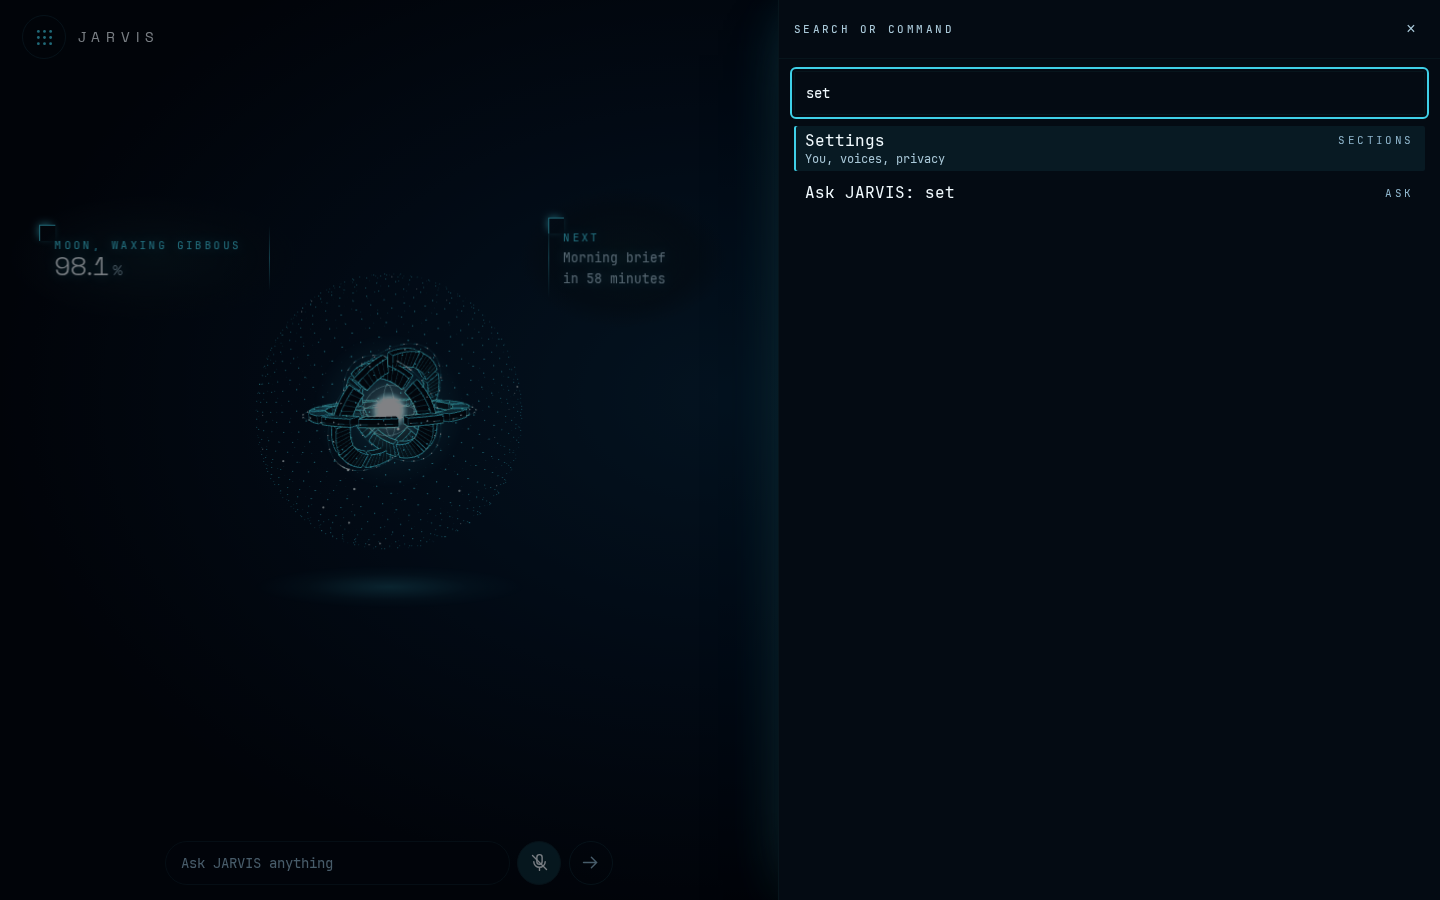 JARVIS
SEARCH OR COMMAND
×
set
Settings
SECTIONS
You, voices, privacy
Ask JARVIS: set
ASK
MOON, WAXING GIBBOUS
98.1 %
NEXT
Morning brief
in 58 minutes
Ask JARVIS anything